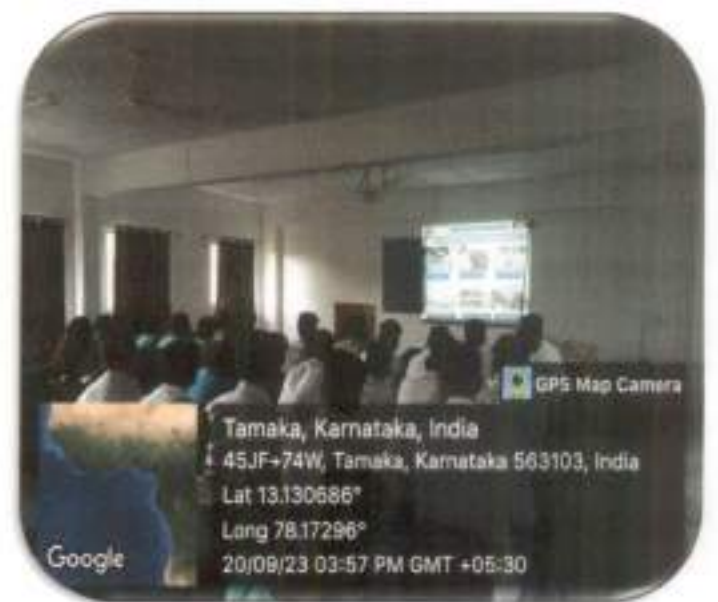 GPS Map Camera
Tamaka, Karnataka, India
45JF+74W, Tamaka, Karnataka 563103, India
Lat 13.130686°
Long 78.17296°
20/09/23 03:57 PM GMT +05:30
Google